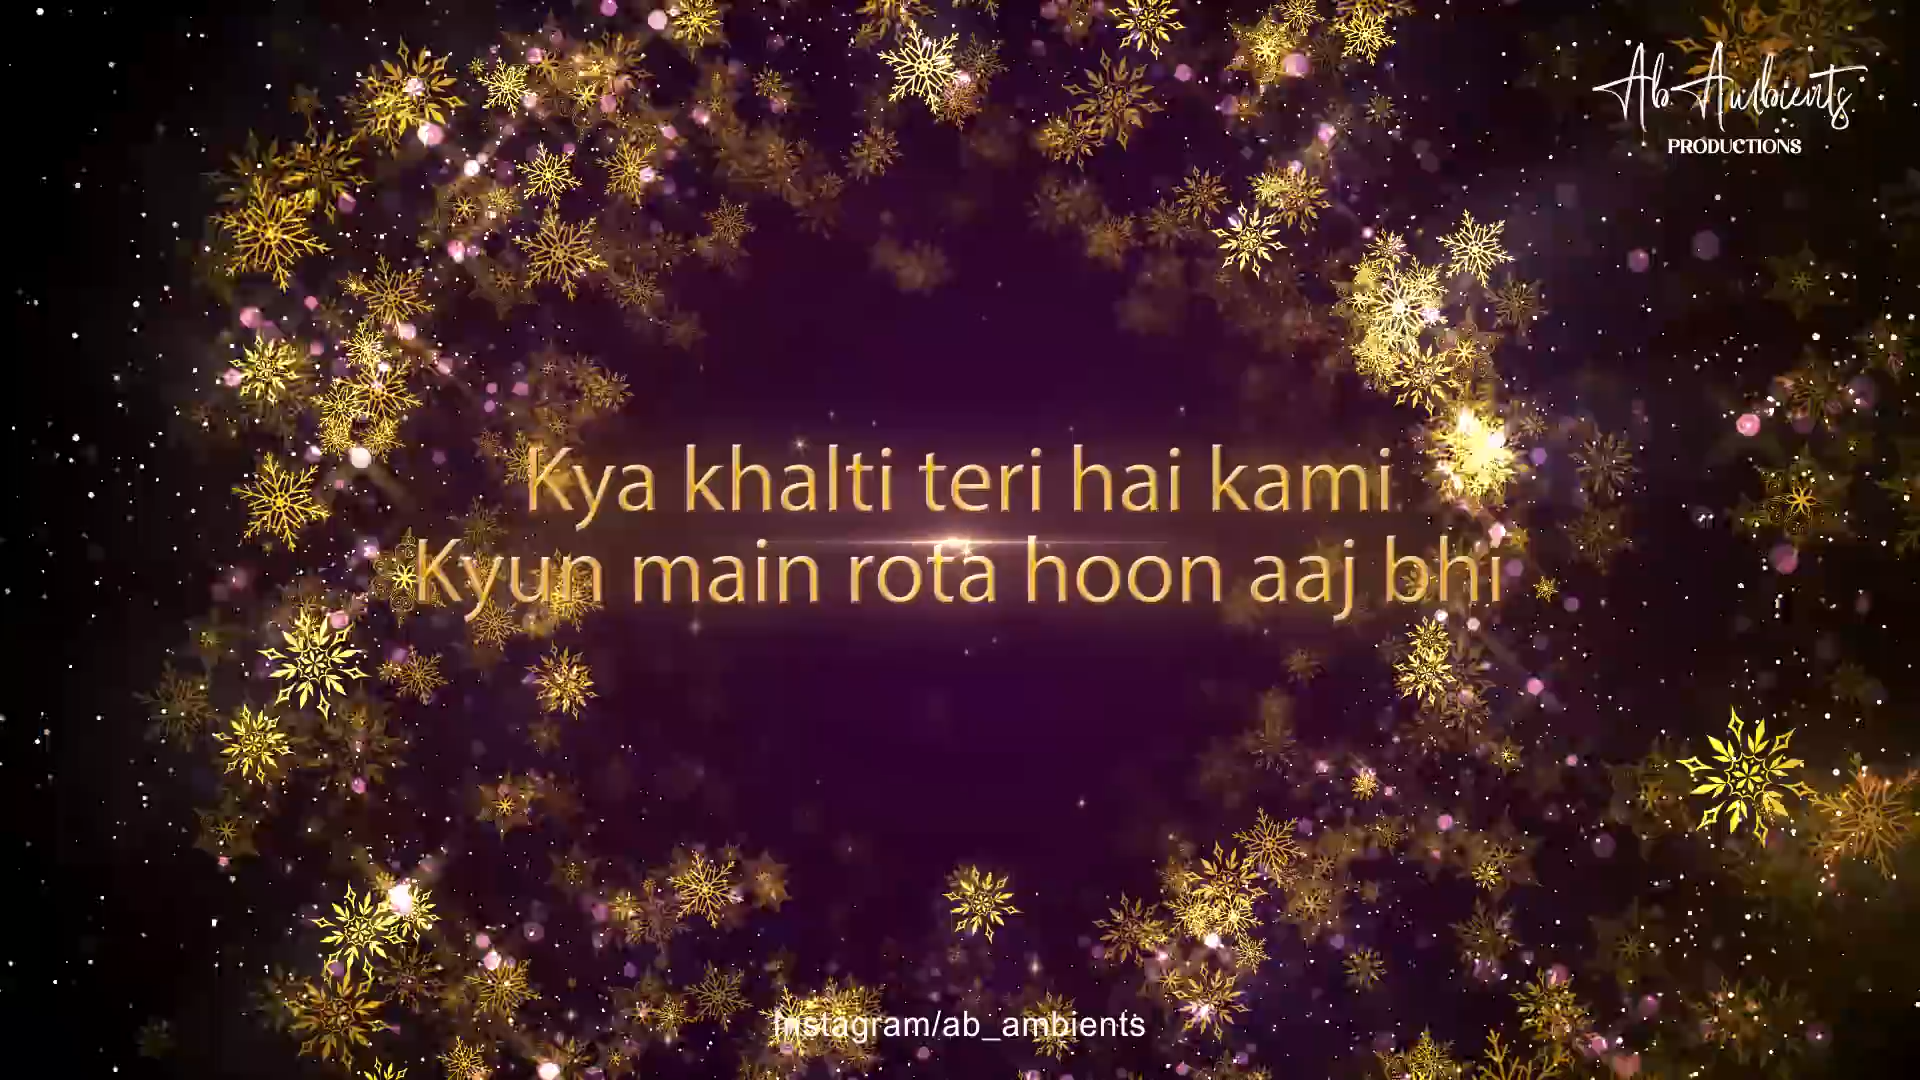 Ab Ambients
PRODUCTIONS
Kya khalti teri hai kami
Kyun main rota hoon aaj bhi
Instagram/ab_ambients